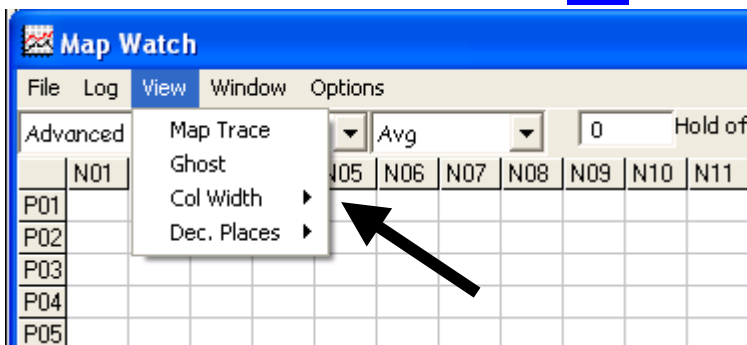 Map Watch
File Log View Window Options
Advanced Avg 0 Hold of
Map Trace
Ghost
Col Width
Dec. Places
N01 N05 N06 N07 N08 N09 N10 N11
P01
P02
P03
P04
P05